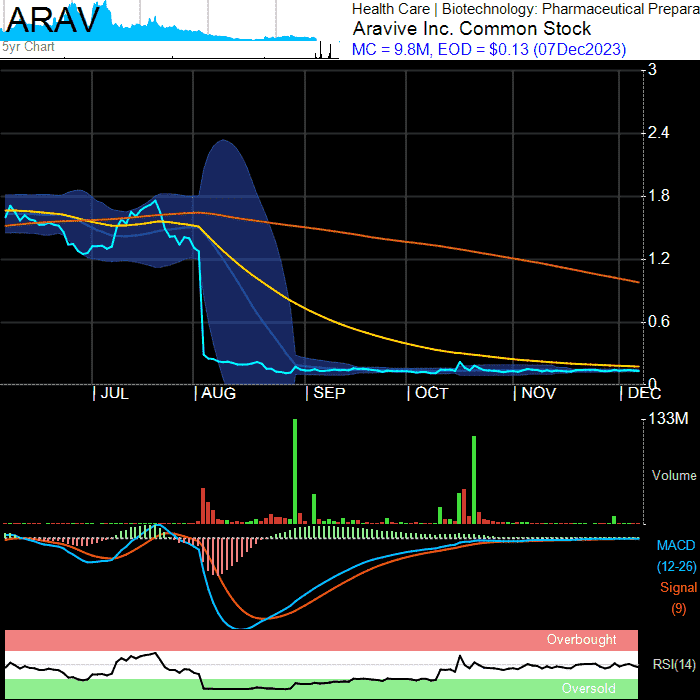 ARAV
5yr Chart
Health Care | Biotechnology: Pharmaceutical Prepara
Aravive Inc. Common Stock
MC = 9.8M, EOD = $0.13 (07Dec2023)
3
2.4
1.8
1.2
0.6
0
JUL
AUG
SEP
OCT
NOV
DEC
133M
Volume
MACD
(12-26)
Signal
(9)
Overbought
RSI(14)
Oversold